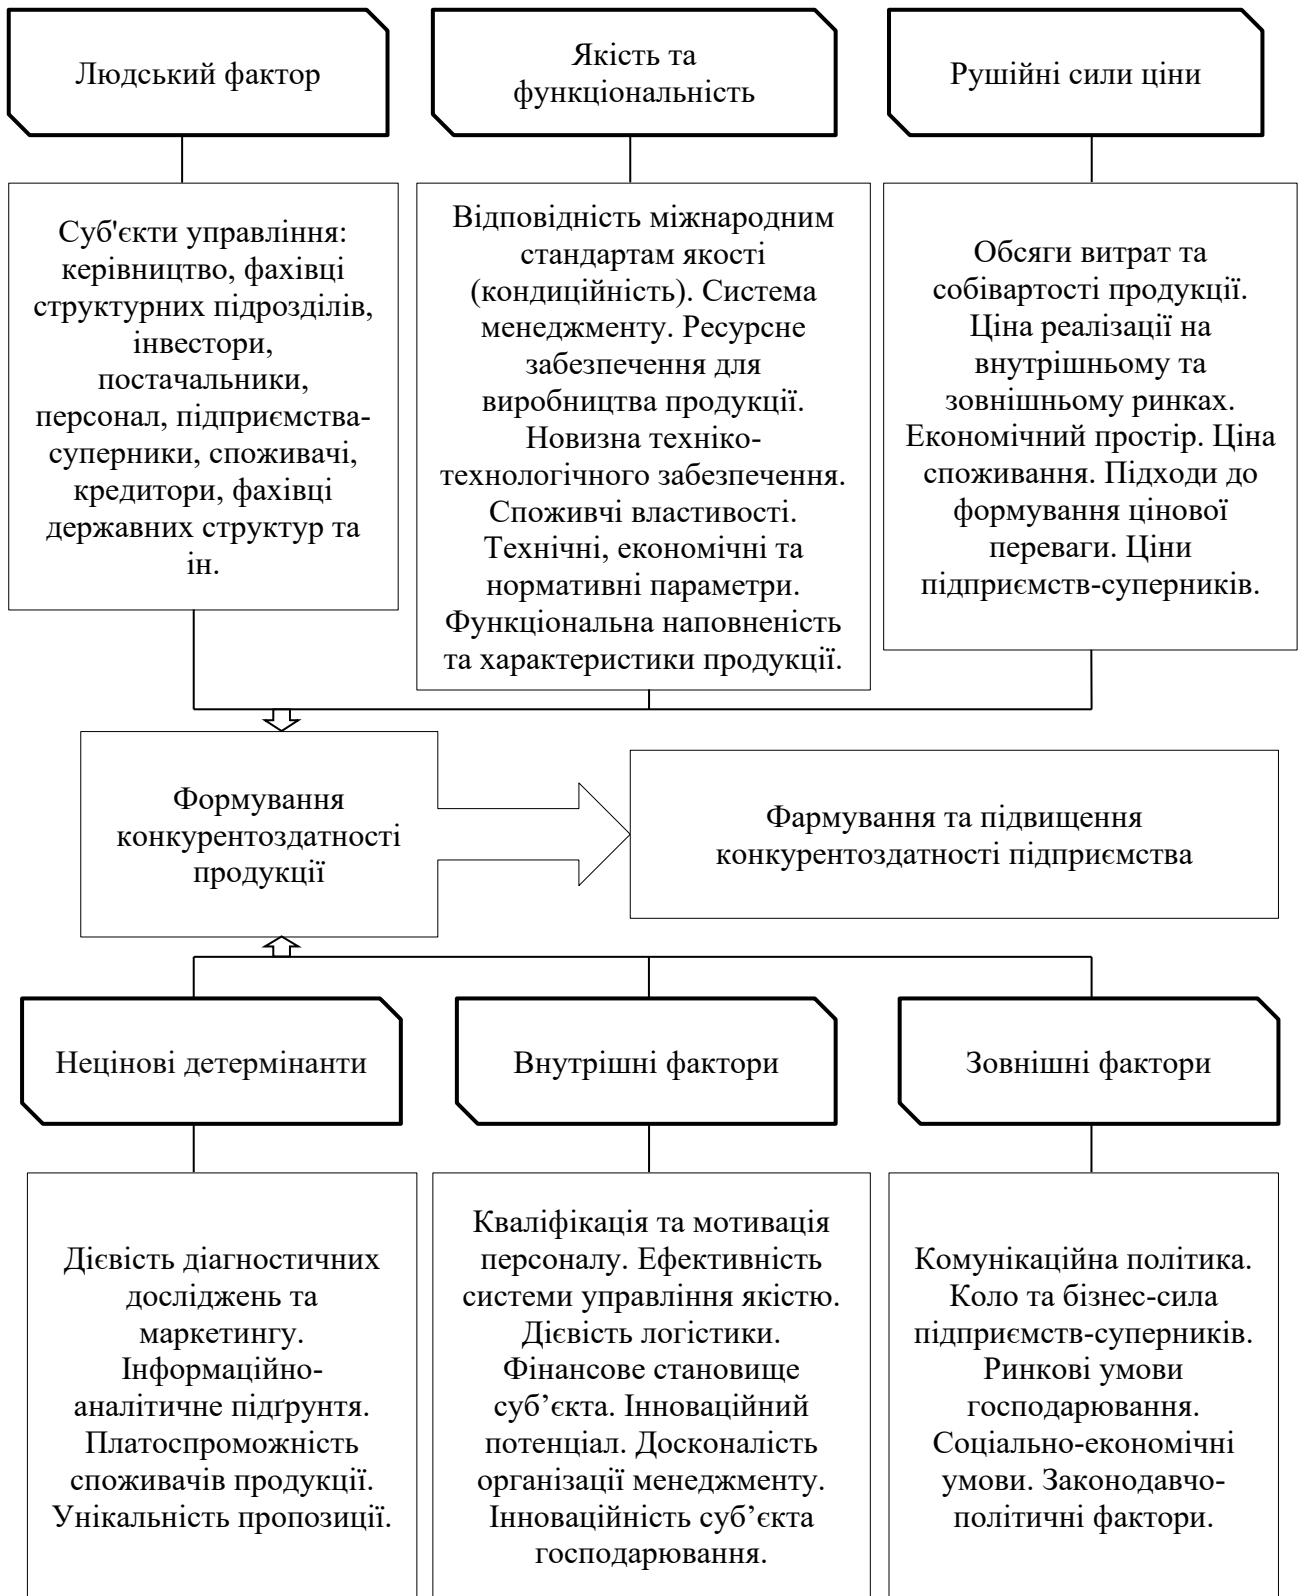 Людський фактор
Якість та
функціональність
Рушійні сили ціни
Суб'єкти управління:
керівництво, фахівці
структурних підрозділів,
інвестори,
постачальники,
персонал, підприємства-
суперники, споживачі,
кредитори, фахівці
державних структур та
ін.
Відповідність міжнародним
стандартам якості
(кондиційність). Система
менеджменту. Ресурсне
забезпечення для
виробництва продукції.
Новизна техніко-
технологічного забезпечення.
Споживчі властивості.
Технічні, економічні та
нормативні параметри.
Функціональна наповненість
та характеристики продукції.
Обсяги витрат та
собівартості продукції.
Ціна реалізації на
внутрішньому та
зовнішньому ринках.
Економічний простір. Ціна
споживання. Підходи до
формування цінової
переваги. Ціни
підприємств-суперників.
Формування
конкурентоздатності
продукції
Фармування та підвищення
конкурентоздатності підприємства
Нецінові детермінанти
Внутрішні фактори
Зовнішні фактори
Дієвість діагностичних
досліджень та
маркетингу.
Інформаційно-
аналітичне підґрунтя.
Платоспроможність
споживачів продукції.
Унікальність пропозиції.
Кваліфікація та мотивація
персоналу. Ефективність
системи управління якістю.
Дієвість логістики.
Фінансове становище
суб’єкта. Інноваційний
потенціал. Досконалість
організації менеджменту.
Інноваційність суб’єкта
господарювання.
Комунікаційна політика.
Коло та бізнес-сила
підприємств-суперників.
Ринкові умови
господарювання.
Соціально-економічні
умови. Законодавчо-
політичні фактори.